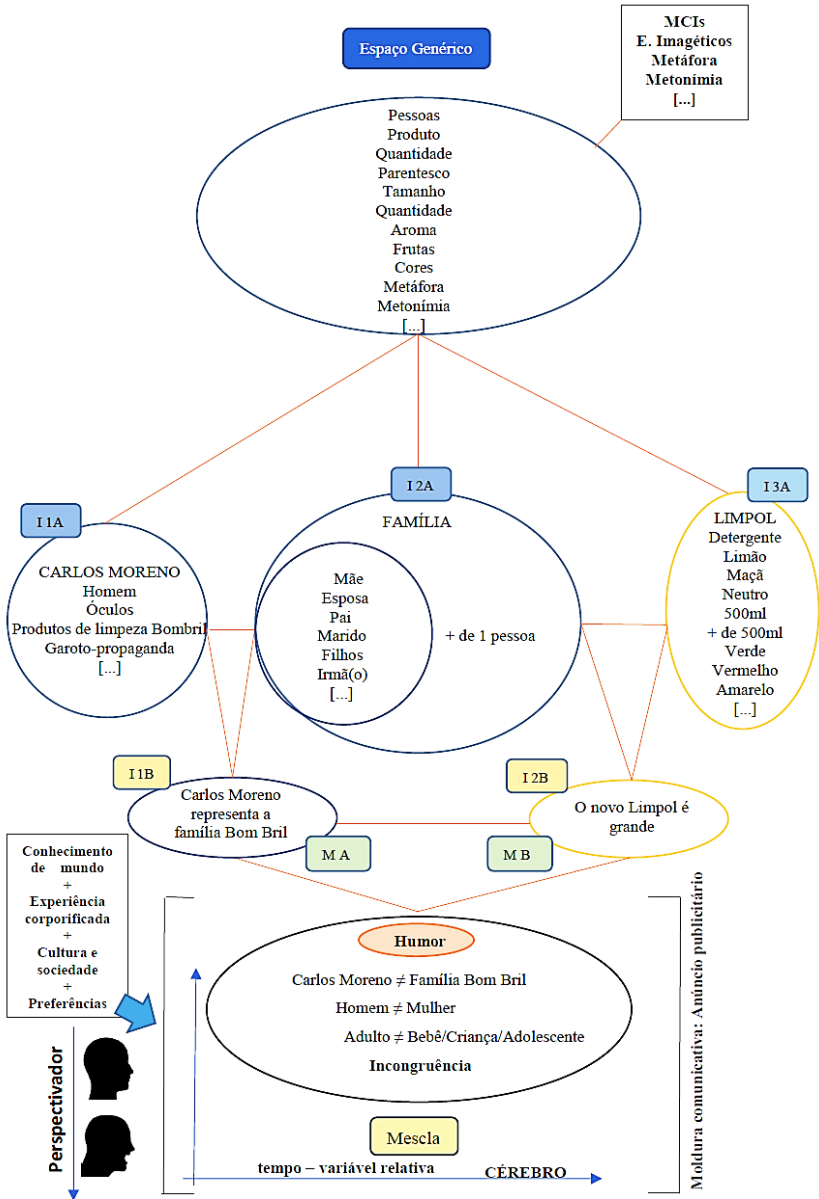 Espaço Genérico
MCIs
E. Imagéticos
Metáfora
Metonímia
[...]
Pessoas
Produto
Quantidade
Parentesco
Tamanho
Quantidade
Aroma
Frutas
Cores
Metáfora
Metonímia
[...]
I 1A
CARLOS MORENO
Homem
Óculos
Produtos de limpeza Bombril
Garoto-propaganda
[...]
I 2A
FAMÍLIA
Mãe
Esposa
Pai
Marido
Filhos
Irmã(o)
[...]
+ de 1 pessoa
I 3A
LIMPOL
Detergente
Limão
Maçã
Neutro
500ml
+ de 500ml
Verde
Vermelho
Amarelo
[...]
I 1B
Carlos Moreno
representa a
família Bom Bril
M A
I 2B
O novo Limpol é
grande
M B
Conhecimento
de mundo
+
Experiência
corporificada
+
Cultura e
sociedade
+
Preferências
Perspectivador
Humor
Carlos Moreno ≠ Família Bom Bril
Homem ≠ Mulher
Adulto ≠ Bebê/Criança/Adolescente
Incongruência
Mescla
tempo – variável relativa
CÉREBRO
Moldura comunicativa: Anúncio publicitário